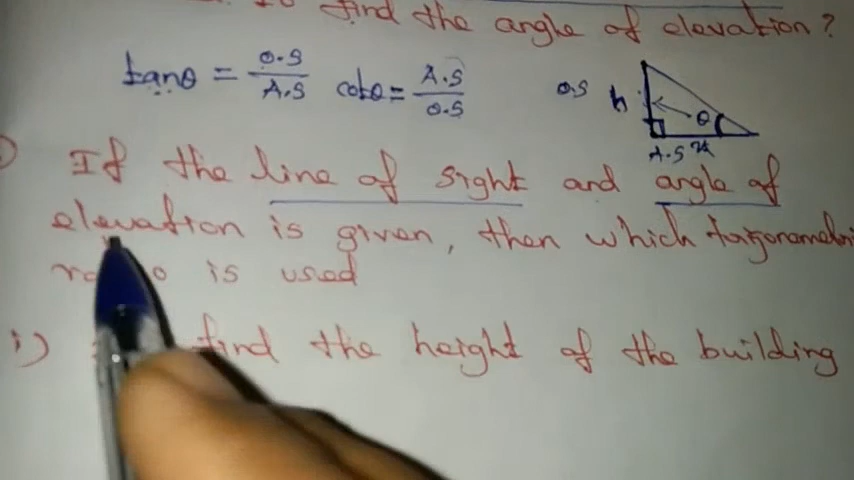 find the angle of elevation?
tanθ = O.S/A.S cotθ = A.S/O.S
O.S h θ
A.S x
If the line of sight and angle of
elevation is given, then which
is used
i) find the height of the building